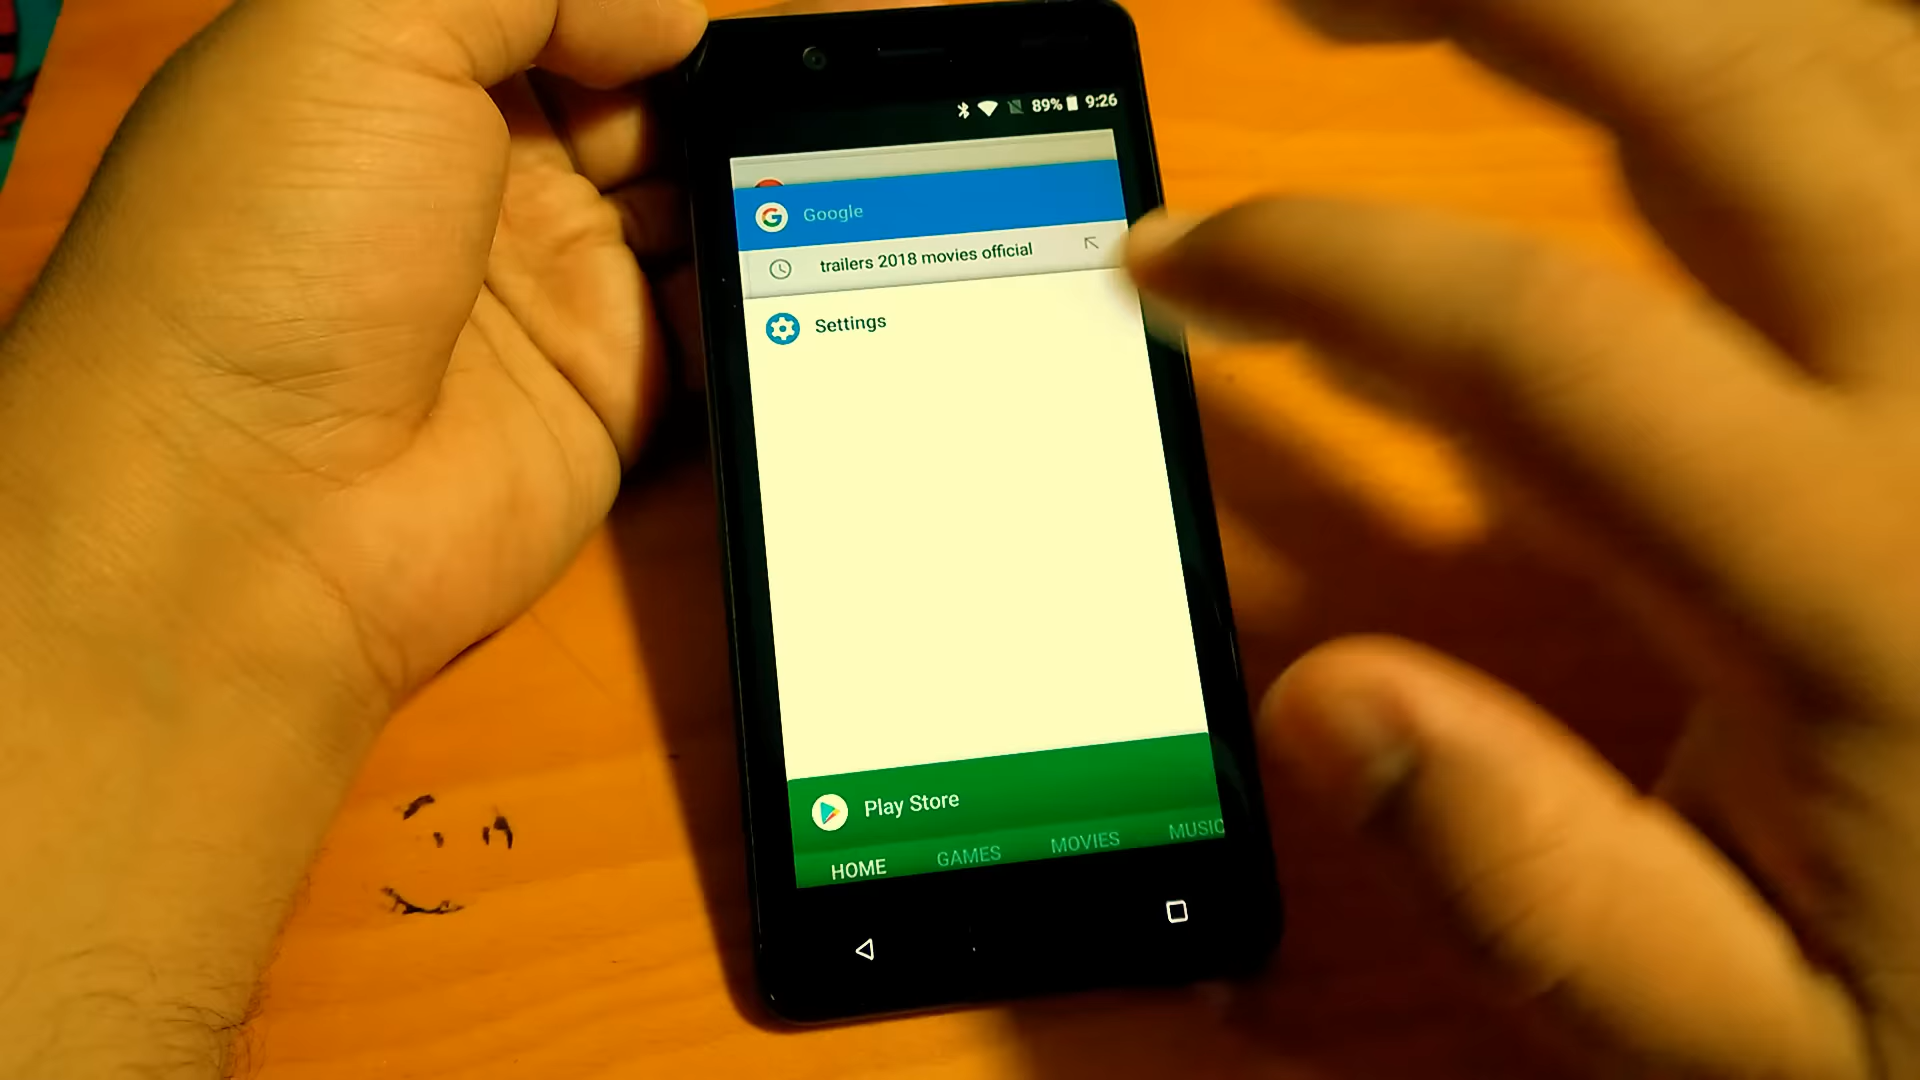 89% 9:26
Google
trailers 2018 movies official
Settings
Play Store
HOME GAMES MOVIES MUSIC